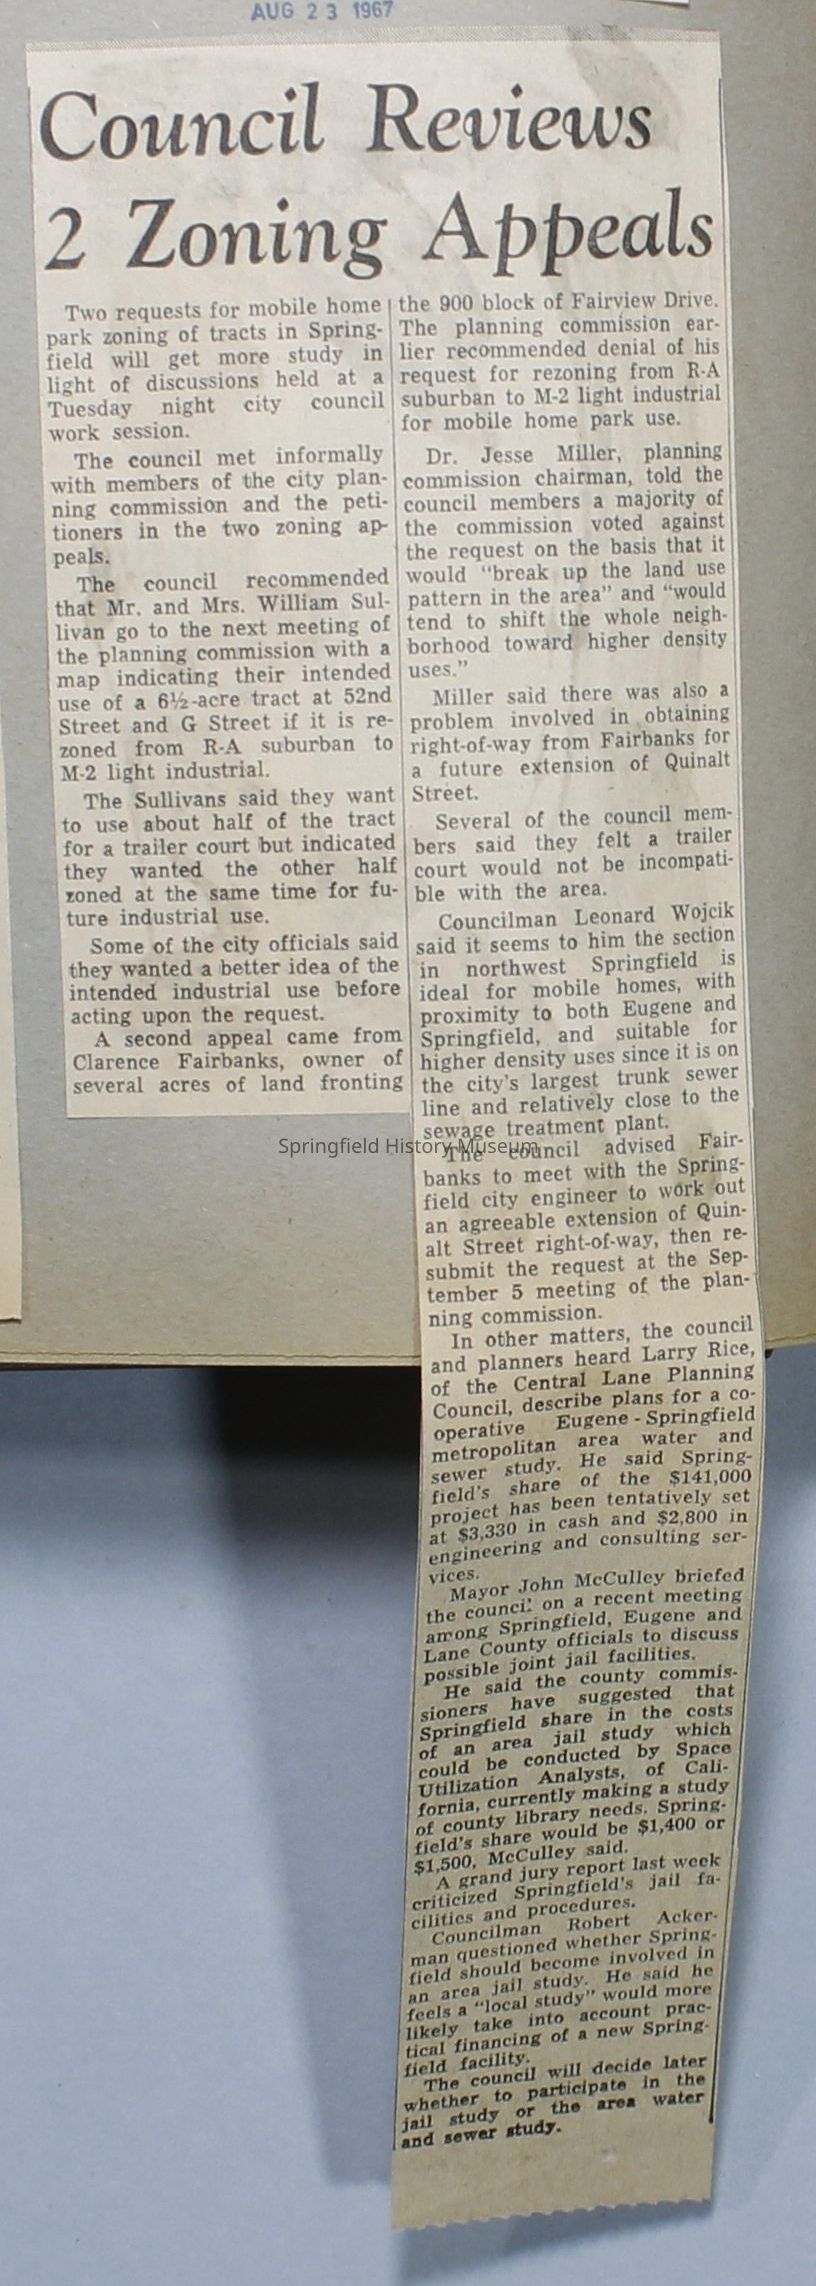 AUG 23 1967
Council Reviews
2 Zoning Appeals
Two requests for mobile home
park zoning of tracts in Spring-
field will get more study in
light of discussions held at a
Tuesday night city council
work session.
The council met informally
with members of the city plan-
ning commission and the peti-
tioners in the two zoning ap-
peals.
The council recommended
that Mr. and Mrs. William Sul-
livan go to the next meeting of
the planning commission with a
map indicating their intended
use of a 6½-acre tract at 52nd
Street and G Street if it is re-
zoned from R-A suburban to
M-2 light industrial.
The Sullivans said they want
to use about half of the tract
for a trailer court but indicated
they wanted the other half
zoned at the same time for fu-
ture industrial use.
Some of the city officials said
they wanted a better idea of the
intended industrial use before
acting upon the request.
A second appeal came from
Clarence Fairbanks, owner of
several acres of land fronting
the 900 block of Fairview Drive.
The planning commission ear-
lier recommended denial of his
request for rezoning from R-A
suburban to M-2 light industrial
for mobile home park use.
Dr. Jesse Miller, planning
commission chairman, told the
council members a majority of
the commission voted against
the request on the basis that it
would "break up the land use
pattern in the area" and "would
tend to shift the whole neigh-
borhood toward higher density
uses."
Miller said there was also a
problem involved in obtaining
right-of-way from Fairbanks for
a future extension of Quinalt
Street.
Several of the council mem-
bers said they felt a trailer
court would not be incompati-
ble with the area.
Councilman Leonard Wojcik
said it seems to him the section
in northwest Springfield is
ideal for mobile homes, with
proximity to both Eugene and
Springfield, and suitable for
higher density uses since it is on
the city's largest trunk sewer
line and relatively close to the
sewage treatment plant.
Springfield History Museum
The council advised Fair-
banks to meet with the Spring-
field city engineer to work out
an agreeable extension of Quin-
alt Street right-of-way, then re-
submit the request at the Sep-
tember 5 meeting of the plan-
ning commission.
In other matters, the council
and planners heard Larry Rice,
of the Central Lane Planning
Council, describe plans for a co-
operative Eugene - Springfield
metropolitan area water and
sewer study. He said Spring-
field's share of the $141,000
project has been tentatively set
at $3,330 in cash and $2,800 in
engineering and consulting ser-
vices.
Mayor John McCulley briefed
the council on a recent meeting
among Springfield, Eugene and
Lane County officials to discuss
possible joint jail facilities.
He said the county commis-
sioners have suggested that
Springfield share in the costs
of an area jail study which
could be conducted by Space
Utilization Analysts, of Cali-
fornia, currently making a study
of county library needs. Spring-
field's share would be $1,400 or
$1,500, McCulley said.
A grand jury report last week
criticized Springfield's jail fa-
cilities and procedures.
Councilman Robert Acker-
man questioned whether Spring-
field should become involved in
an area jail study. He said he
feels a "local study" would more
likely take into account prac-
tical financing of a new Spring-
field facility.
The council will decide later
whether to participate in the
jail study or the area water
and sewer study.